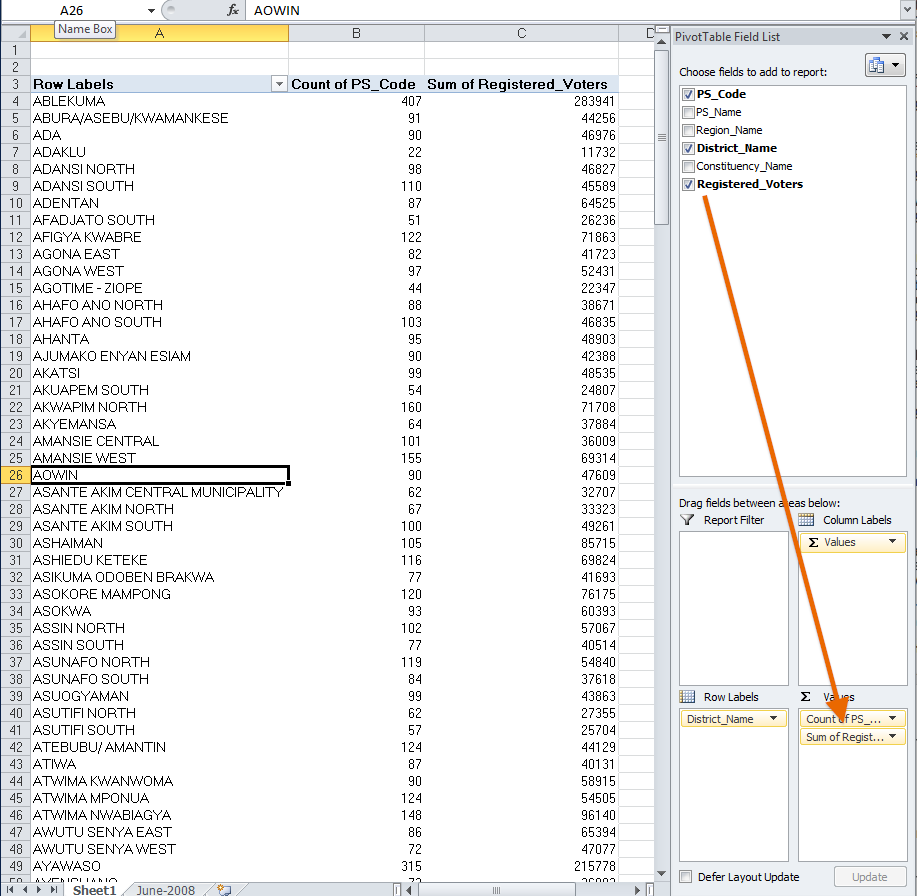 A26 fx AOWIN
Name Box
A B C D
1
2
3 Row Labels Count of PS_Code Sum of Registered_Voters
4 ABLEKUMA 407 283941
5 ABURA/ASEBU/KWAMANKESE 91 44256
6 ADA 90 46976
7 ADAKLU 22 11732
8 ADANSI NORTH 98 46827
9 ADANSI SOUTH 110 45589
10 ADENTAN 87 64525
11 AFADJATO SOUTH 51 26236
12 AFIGYA KWABRE 122 71863
13 AGONA EAST 82 41723
14 AGONA WEST 97 52431
15 AGOTIME - ZIOPE 44 22347
16 AHAFO ANO NORTH 88 38671
17 AHAFO ANO SOUTH 103 46835
18 AHANTA 95 48903
19 AJUMAKO ENYAN ESIAM 90 42388
20 AKATSI 99 48535
21 AKUAPEM SOUTH 54 24807
22 AKWAPIM NORTH 160 71708
23 AKYEMANSA 64 37884
24 AMANSIE CENTRAL 101 36009
25 AMANSIE WEST 155 69314
26 AOWIN 90 47609
27 ASANTE AKIM CENTRAL MUNICIPALITY 62 32707
28 ASANTE AKIM NORTH 67 33323
29 ASANTE AKIM SOUTH 100 49261
30 ASHAIMAN 105 85715
31 ASHIEDU KETEKE 116 69824
32 ASIKUMA ODOBEN BRAKWA 77 41693
33 ASOKORE MAMPONG 120 76175
34 ASOKWA 93 60393
35 ASSIN NORTH 102 57067
36 ASSIN SOUTH 77 40514
37 ASUNAFO NORTH 119 54840
38 ASUNAFO SOUTH 84 37618
39 ASUOGYAMAN 99 43863
40 ASUTIFI NORTH 62 27355
41 ASUTIFI SOUTH 57 25704
42 ATEBUBU/ AMANTIN 124 44129
43 ATIWA 87 40131
44 ATWIMA KWANWOMA 90 58915
45 ATWIMA MPONUA 124 54505
46 ATWIMA NWABIAGYA 148 96140
47 AWUTU SENYA EAST 86 65394
48 AWUTU SENYA WEST 72 47077
49 AYAWASO 315 215778
Sheet1 June-2008
PivotTable Field List
Choose fields to add to report:
PS_Code
PS_Name
Region_Name
District_Name
Constituency_Name
Registered_Voters
Drag fields between areas below:
Report Filter Column Labels
Σ Values
Row Labels Σ Values
District_Name Count of PS_...
Sum of Regist...
Defer Layout Update Update